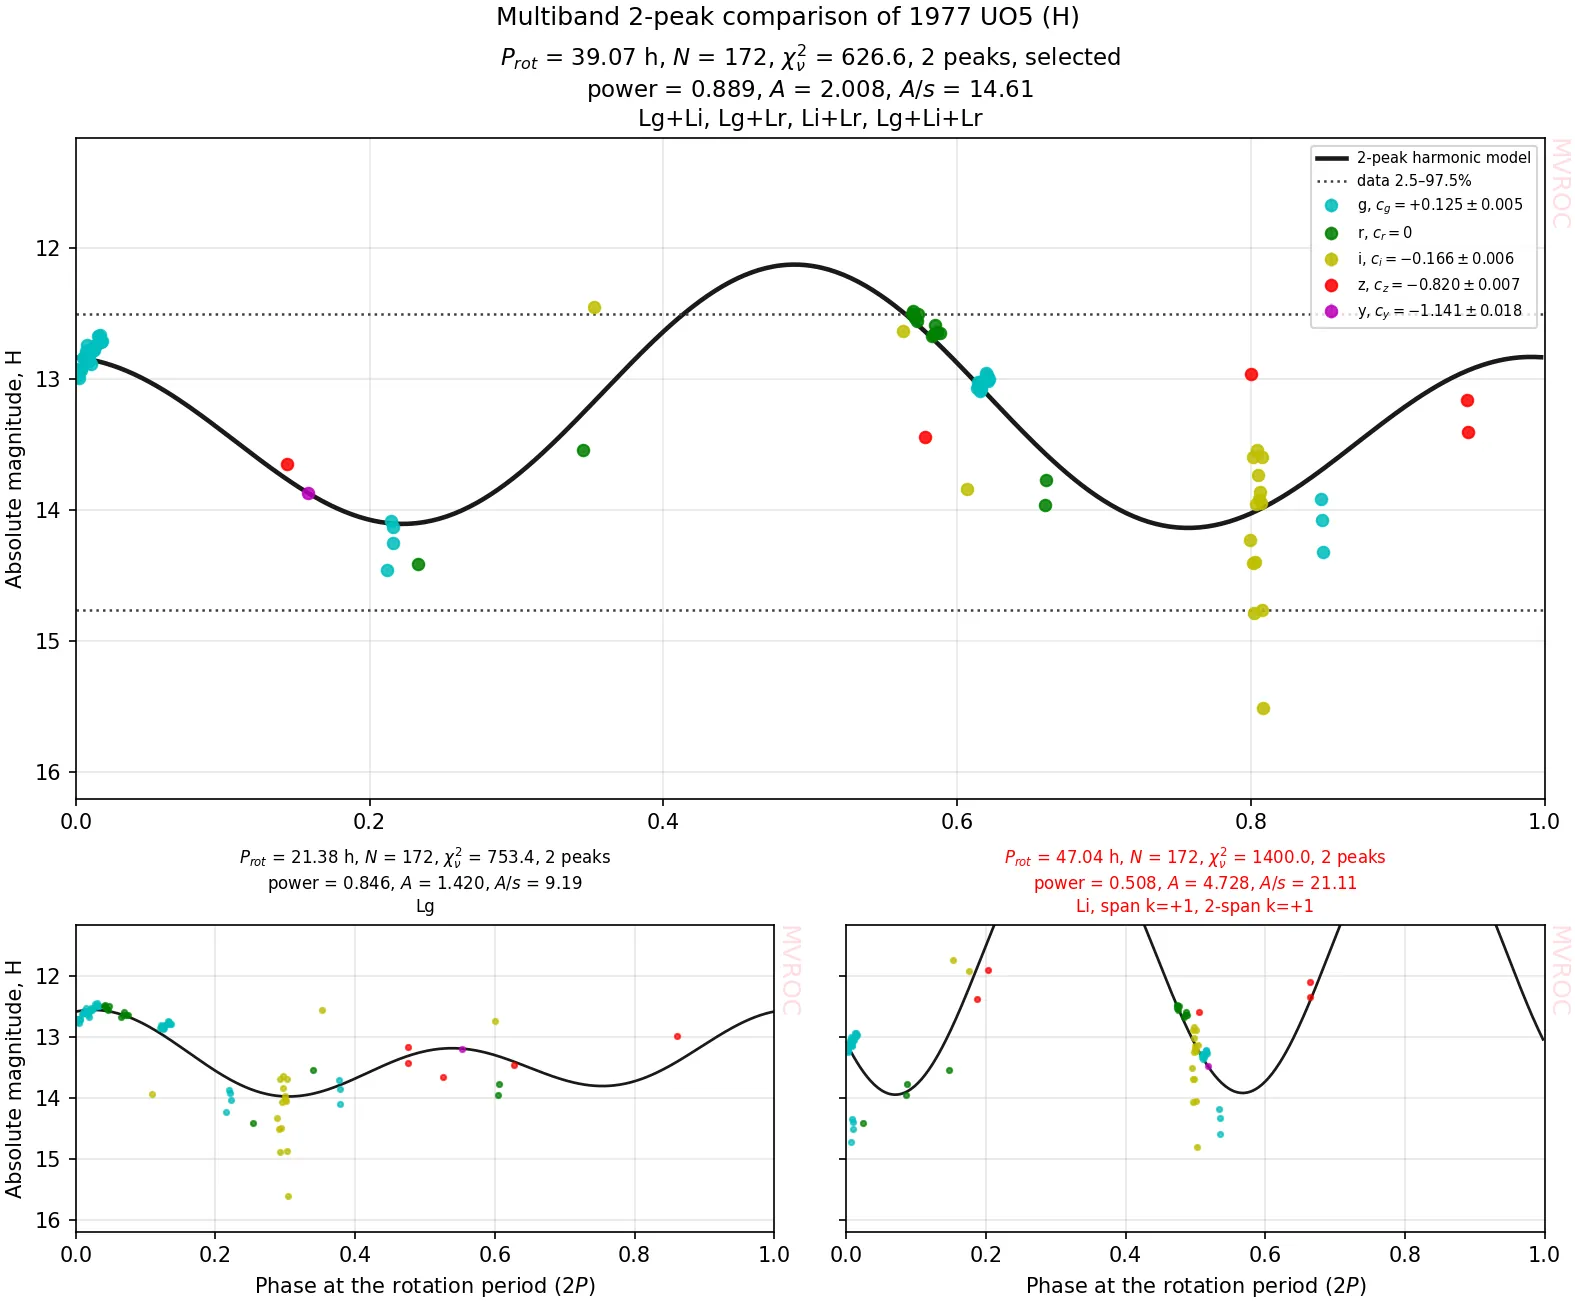 Multiband 2-peak comparison of 1977 UO5 (H)
P_rot = 39.07 h, N = 172, χ²_ν = 626.6, 2 peaks, selected
power = 0.889, A = 2.008, A/s = 14.61
Lg+Li, Lg+Lr, Li+Lr, Lg+Li+Lr
2-peak harmonic model
data 2.5–97.5%
g, c_g = +0.125 ± 0.005
r, c_r = 0
i, c_i = −0.166 ± 0.006
z, c_z = −0.820 ± 0.007
y, c_y = −1.141 ± 0.018
MVROC
Absolute magnitude, H
12
13
14
15
16
0.0 0.2 0.4 0.6 0.8 1.0
P_rot = 21.38 h, N = 172, χ²_ν = 753.4, 2 peaks
power = 0.846, A = 1.420, A/s = 9.19
Lg
MVROC
Absolute magnitude, H
12
13
14
15
16
0.0 0.2 0.4 0.6 0.8 1.0
Phase at the rotation period (2P)
P_rot = 47.04 h, N = 172, χ²_ν = 1400.0, 2 peaks
power = 0.508, A = 4.728, A/s = 21.11
Li, span k=+1, 2-span k=+1
MVROC
0.0 0.2 0.4 0.6 0.8 1.0
Phase at the rotation period (2P)